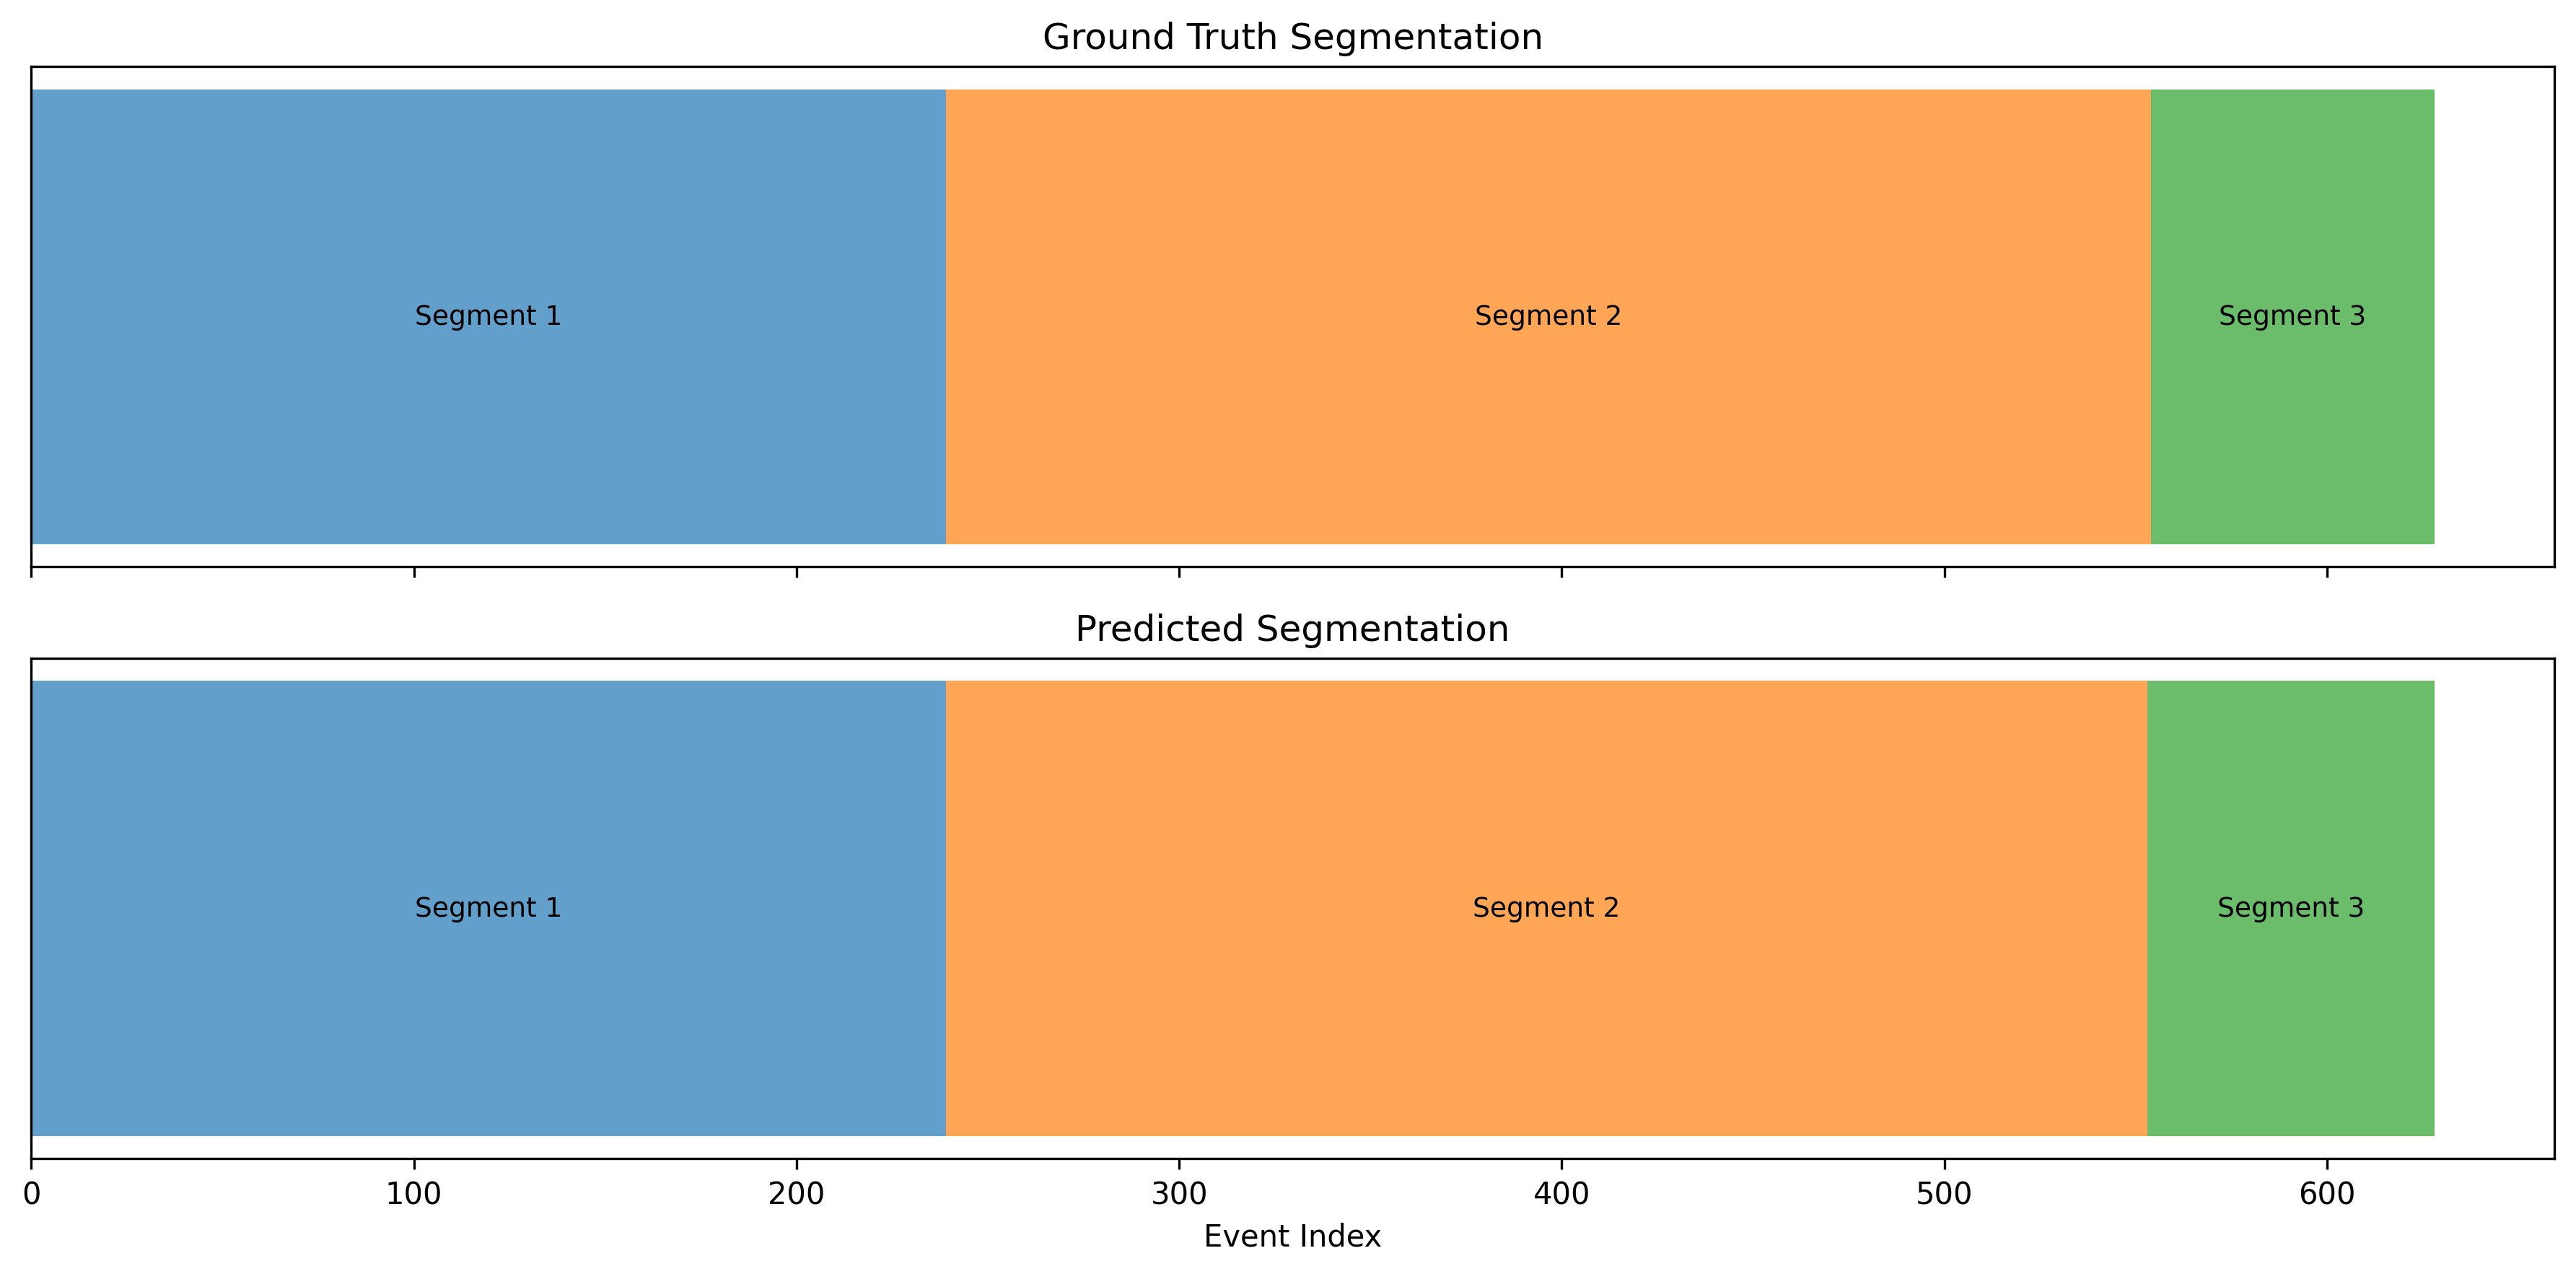 Ground Truth Segmentation
Segment 1 Segment 2 Segment 3
Predicted Segmentation
Segment 1 Segment 2 Segment 3
0 100 200 300 400 500 600
Event Index